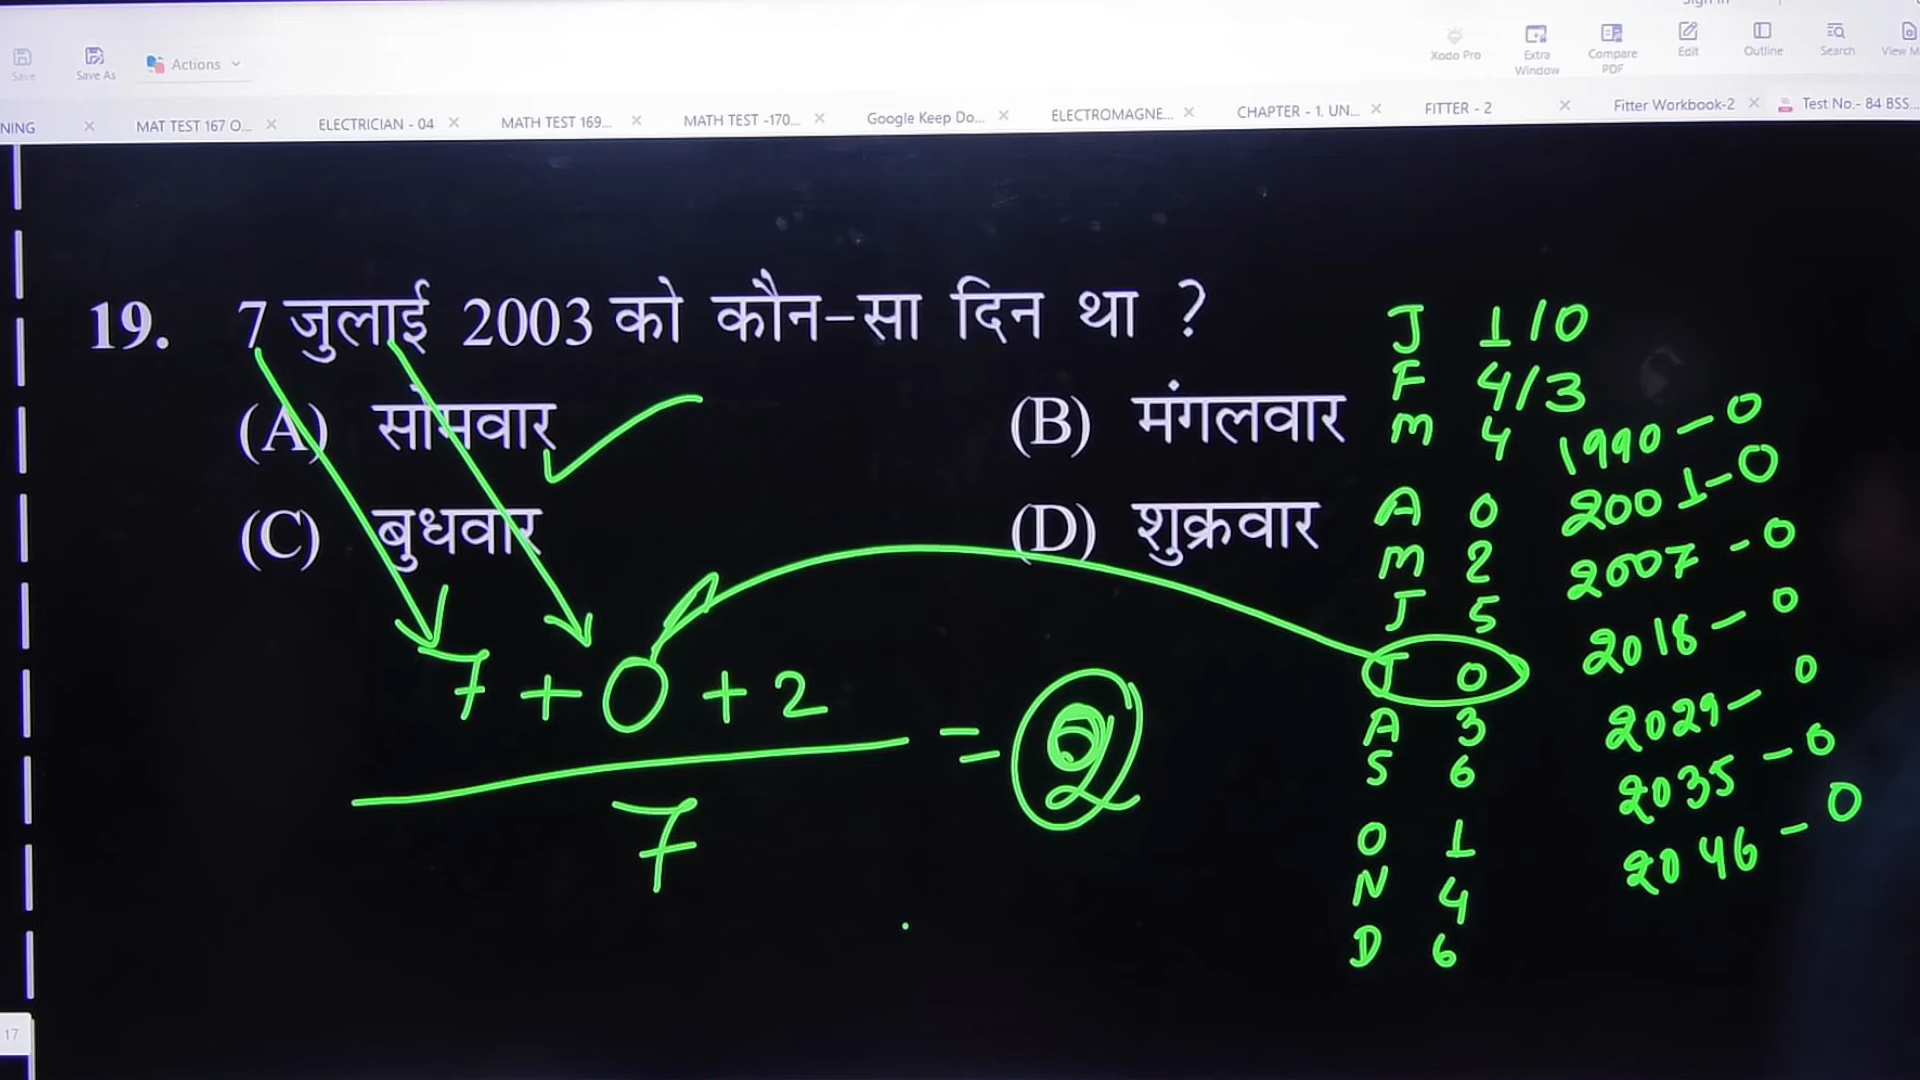 Save
Save As
Actions
Xodo Pro
Extra Window
Compare PDF
Edit
Outline
Search
View M
NING
MAT TEST 167 O...
ELECTRICIAN - 04
MATH TEST 169...
MATH TEST -170...
Google Keep Do...
ELECTROMAGNE...
CHAPTER - 1. UN...
FITTER - 2
Fitter Workbook-2
Test No.- 84 BSS...
19. 7 जुलाई 2003 को कौन-सा दिन था ?
(A) सोमवार
(B) मंगलवार
(C) बुधवार
(D) शुक्रवार
7 + 0 + 2
7
= 2
J 1/0
F 4/3
M 4
A 0
M 2
J 5
J 0
A 3
S 6
O 1
N 4
D 6
1990 - 0
2001 - 0
2007 - 0
2018 - 0
2029 - 0
2035 - 0
2046 - 0
17